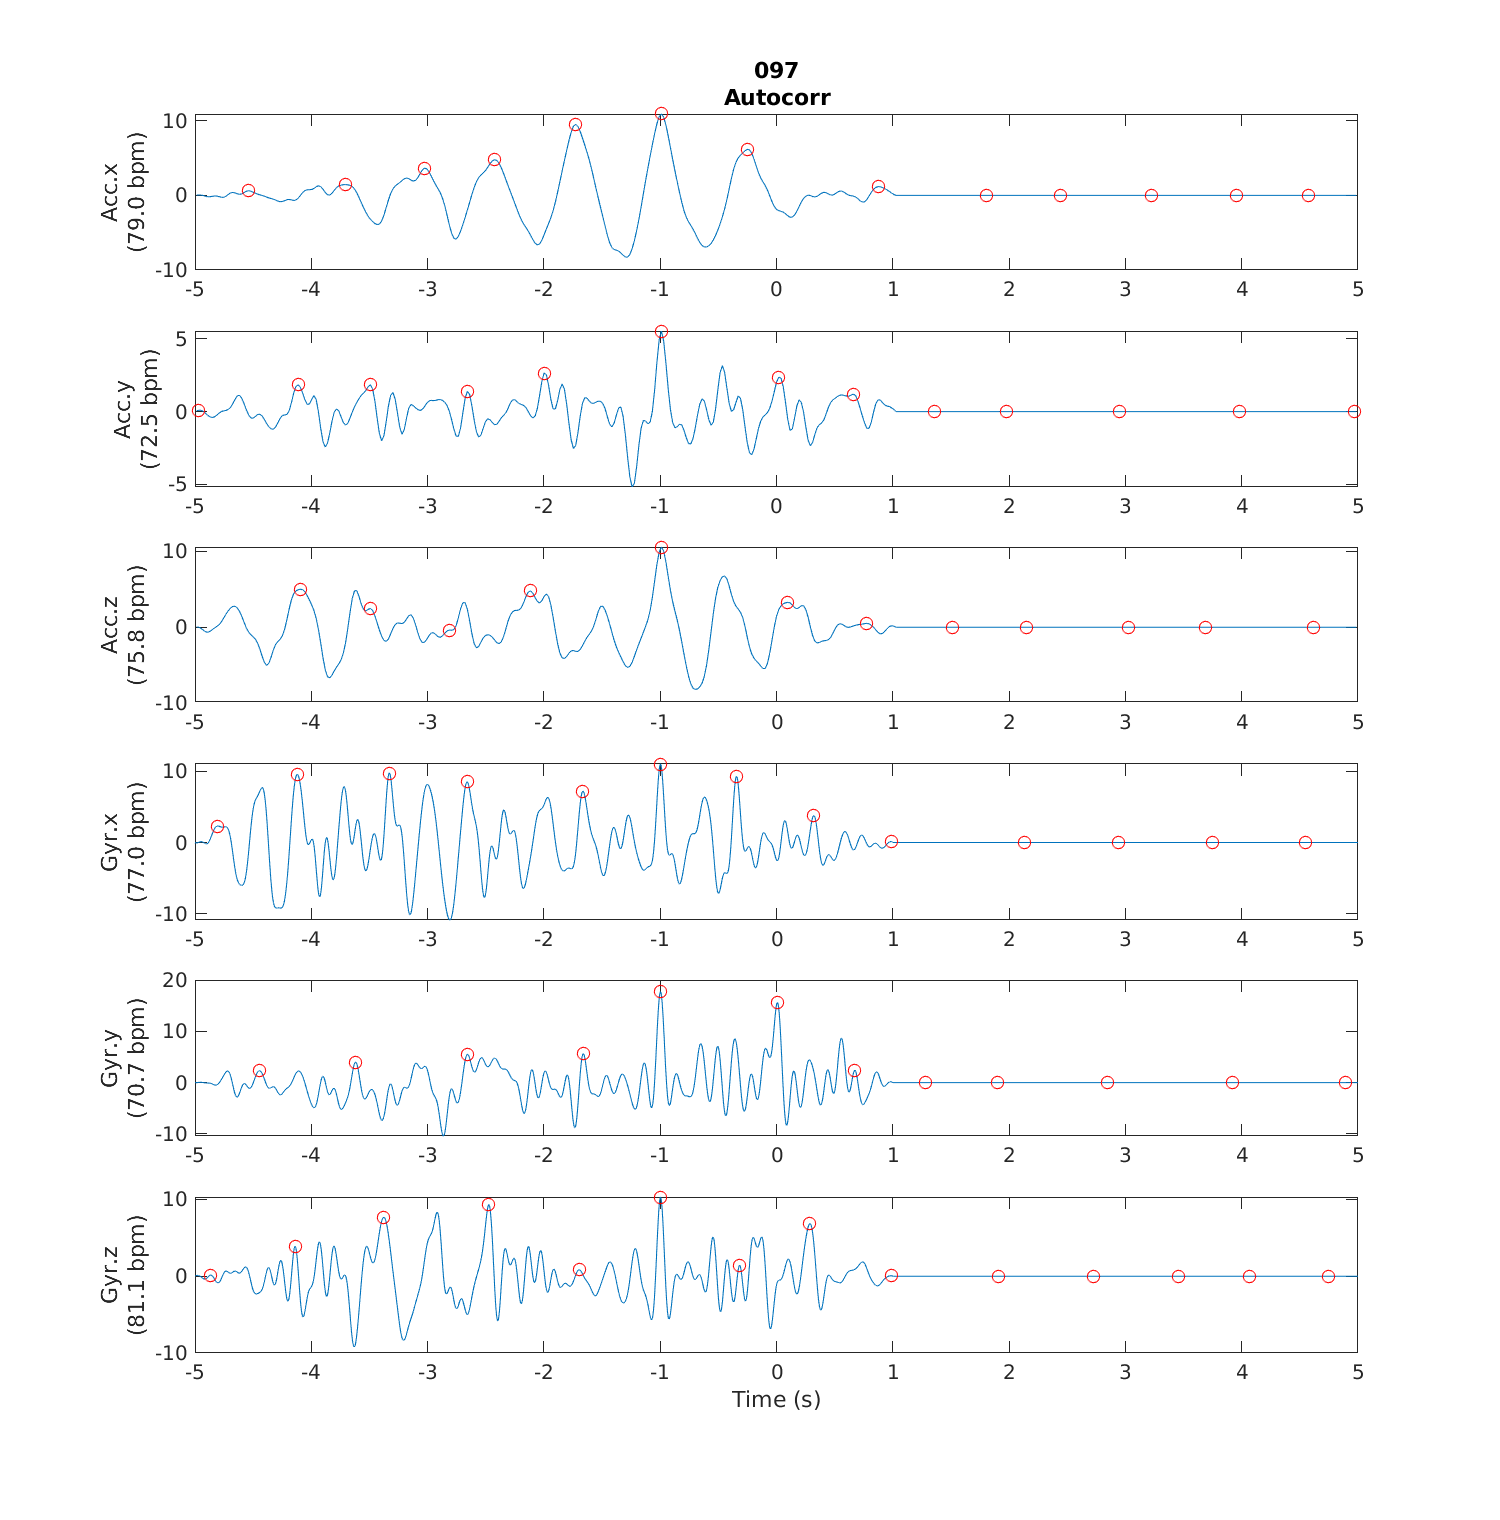 097
Autocorr
Acc.x
(79.0 bpm)
10
0
-10
-5 -4 -3 -2 -1 0 1 2 3 4 5
Acc.y
(72.5 bpm)
5
0
-5
-5 -4 -3 -2 -1 0 1 2 3 4 5
Acc.z
(75.8 bpm)
10
0
-10
-5 -4 -3 -2 -1 0 1 2 3 4 5
Gyr.x
(77.0 bpm)
10
0
-10
-5 -4 -3 -2 -1 0 1 2 3 4 5
Gyr.y
(70.7 bpm)
20
10
0
-10
-5 -4 -3 -2 -1 0 1 2 3 4 5
Gyr.z
(81.1 bpm)
10
0
-10
-5 -4 -3 -2 -1 0 1 2 3 4 5
Time (s)